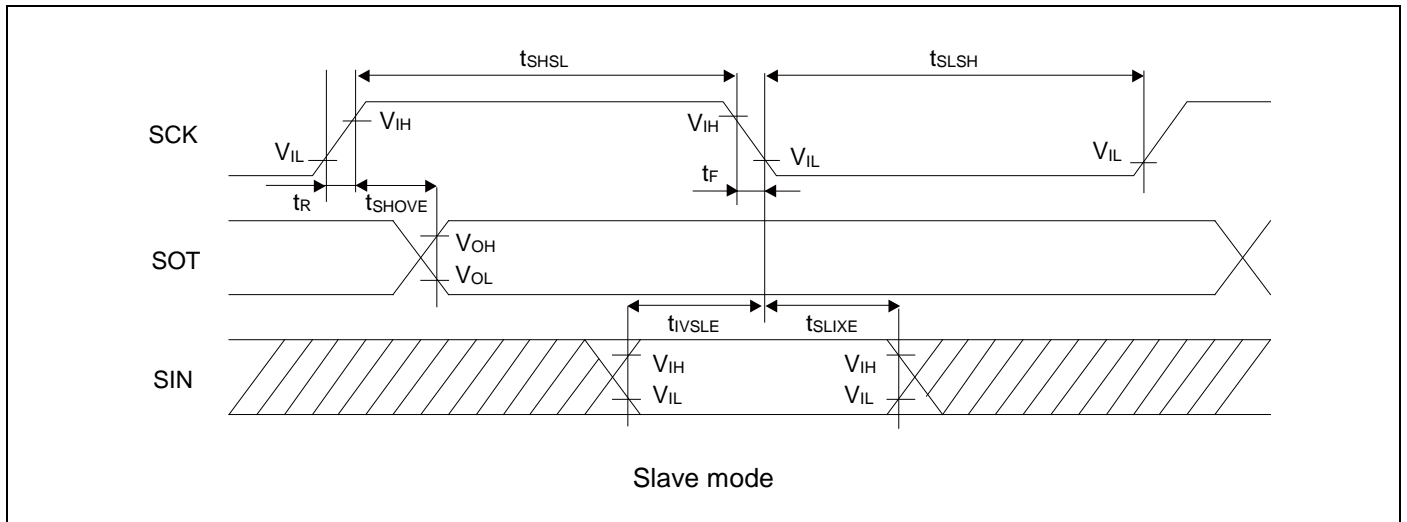 tSHSL
tSLSH
SCK
VIH
VIH
VIL
VIL
VIL
tF
tR
tSHOVE
SOT
VOH
VOL
tIVSLE
tSLIXE
SIN
VIH
VIH
VIL
VIL
Slave mode